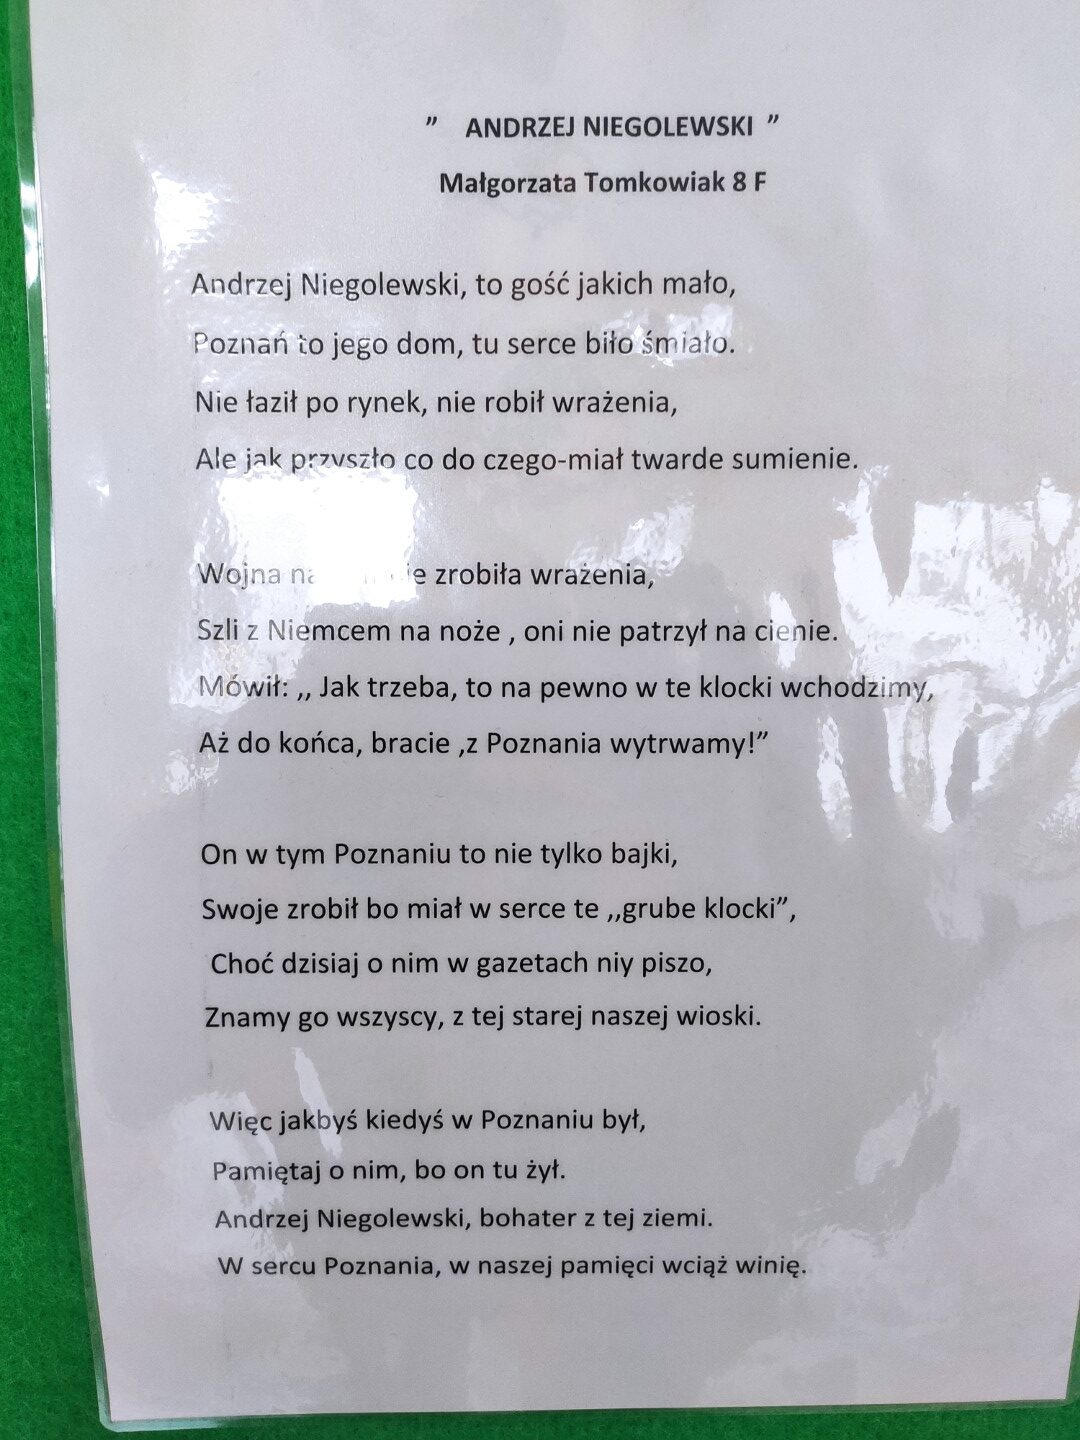 ” ANDRZEJ NIEGOLEWSKI ”
Małgorzata Tomkowiak 8 F
Andrzej Niegolewski, to gość jakich mało,
Poznań to jego dom, tu serce biło śmiało.
Nie łaził po rynek, nie robił wrażenia,
Ale jak przyszło co do czego-miał twarde sumienie.
Wojna zrobiła wrażenia,
Szli z Niemcem na noże , oni nie patrzył na cienie.
Mówił: ,, Jak trzeba, to na pewno w te klocki wchodzimy,
Aż do końca, bracie ,z Poznania wytrwamy!”
On w tym Poznaniu to nie tylko bajki,
Swoje zrobił bo miał w serce te ,,grube klocki”,
Choć dzisiaj o nim w gazetach niy piszo,
Znamy go wszyscy, z tej starej naszej wioski.
Więc jakbyś kiedyś w Poznaniu był,
Pamiętaj o nim, bo on tu żył.
Andrzej Niegolewski, bohater z tej ziemi.
W sercu Poznania, w naszej pamięci wciąż winię.